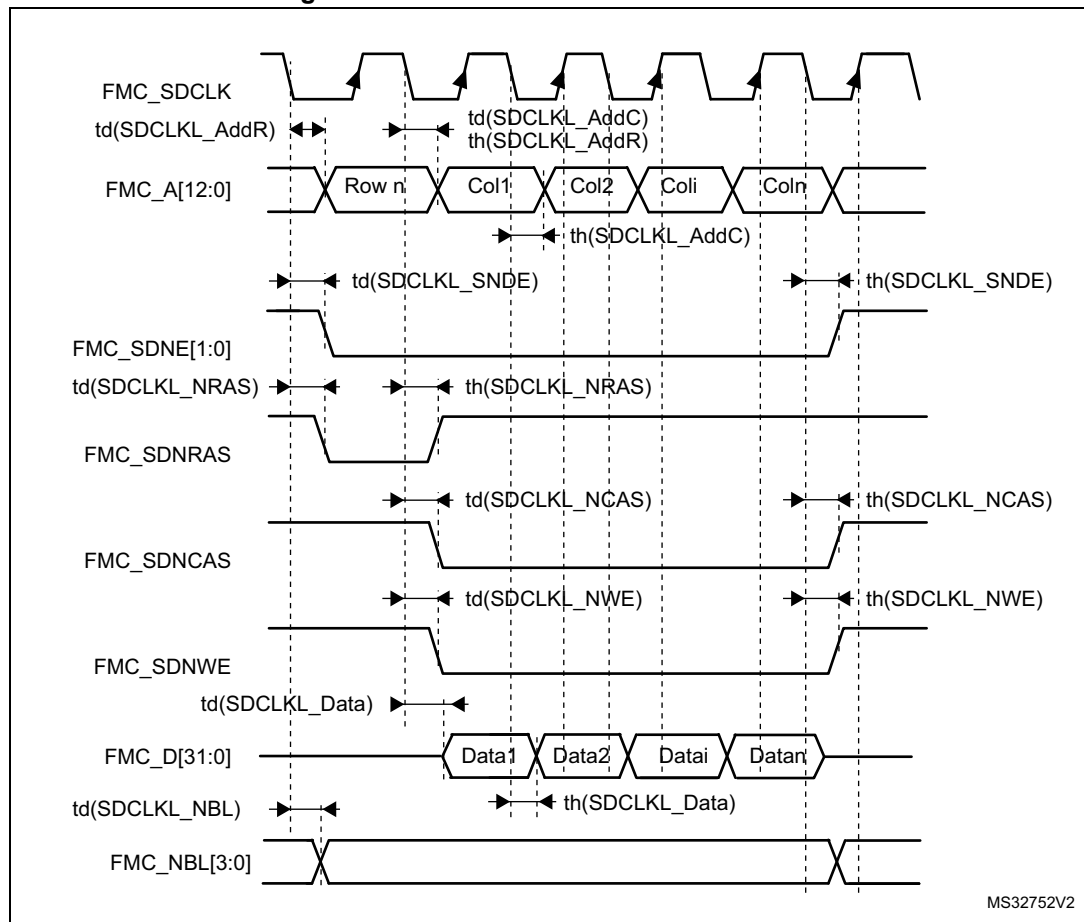 FMC_SDCLK
td(SDCLKL_AddR)
td(SDCLKL_AddC)
th(SDCLKL_AddR)
FMC_A[12:0]
Row n
Col1
Col2
Coli
Coln
th(SDCLKL_AddC)
td(SDCLKL_SNDE)
th(SDCLKL_SNDE)
FMC_SDNE[1:0]
td(SDCLKL_NRAS)
th(SDCLKL_NRAS)
FMC_SDNRAS
td(SDCLKL_NCAS)
th(SDCLKL_NCAS)
FMC_SDNCAS
td(SDCLKL_NWE)
th(SDCLKL_NWE)
FMC_SDNWE
td(SDCLKL_Data)
FMC_D[31:0]
Data1
Data2
Datai
Datan
td(SDCLKL_NBL)
th(SDCLKL_Data)
FMC_NBL[3:0]
MS32752V2